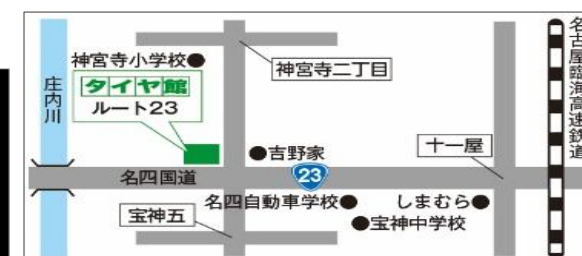 神宮寺小学校
神宮寺二丁目
タイヤ館
ルート23
庄内川
名古屋臨海高速鉄道
吉野家
十一屋
名四国道
23
宝神五
名四自動車学校
しまむら
宝神中学校